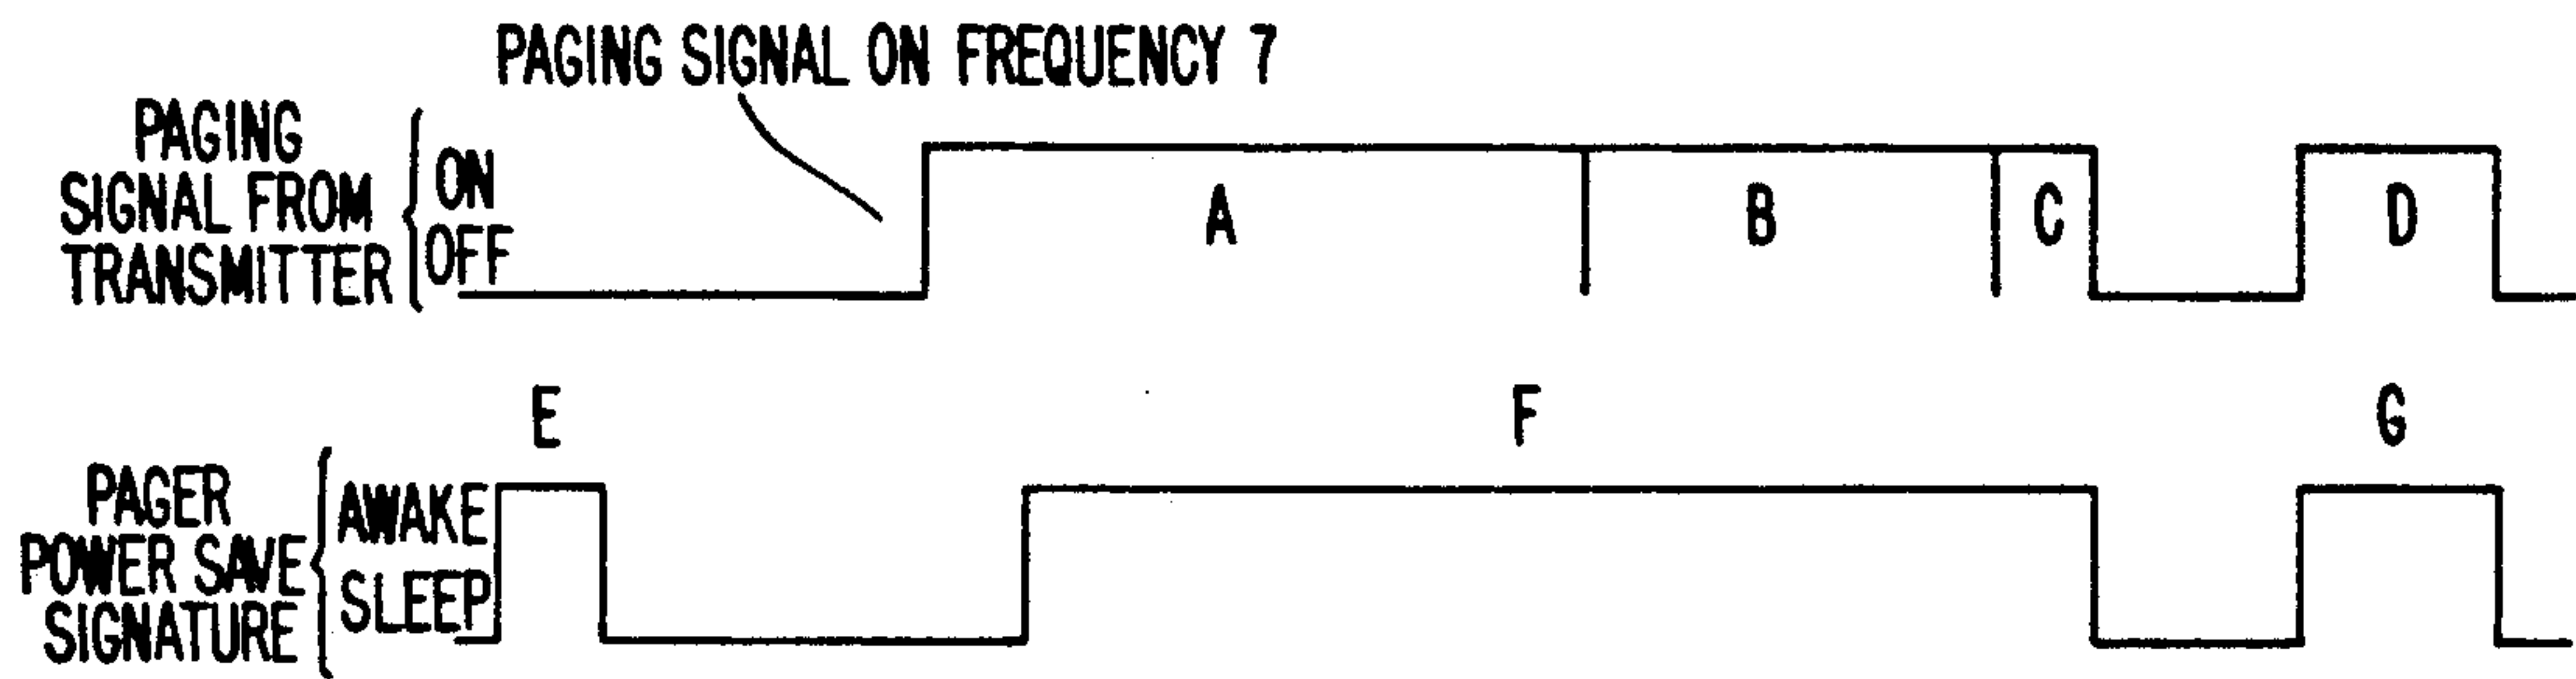 PAGING SIGNAL ON FREQUENCY 7
PAGING
SIGNAL FROM
TRANSMITTER
ON
OFF
A
B
C
D
E
F
G
PAGER
POWER SAVE
SIGNATURE
AWAKE
SLEEP